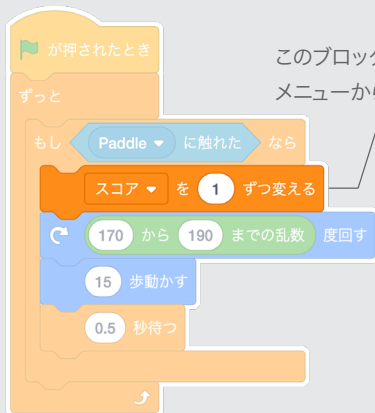 が押されたとき
このブロック
メニューから
ずっと
もし Paddle に触れた なら
スコア を 1 ずつ変える
170 から 190 までの乱数 度回す
15 歩動かす
0.5 秒待つ